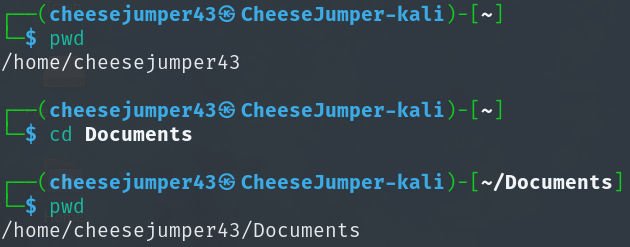 ┌──(cheesejumper43㉿ CheeseJumper-kali)-[~]
└─$ pwd
/home/cheesejumper43
┌──(cheesejumper43㉿ CheeseJumper-kali)-[~]
└─$ cd Documents
┌──(cheesejumper43㉿ CheeseJumper-kali)-[~/Documents]
└─$ pwd
/home/cheesejumper43/Documents